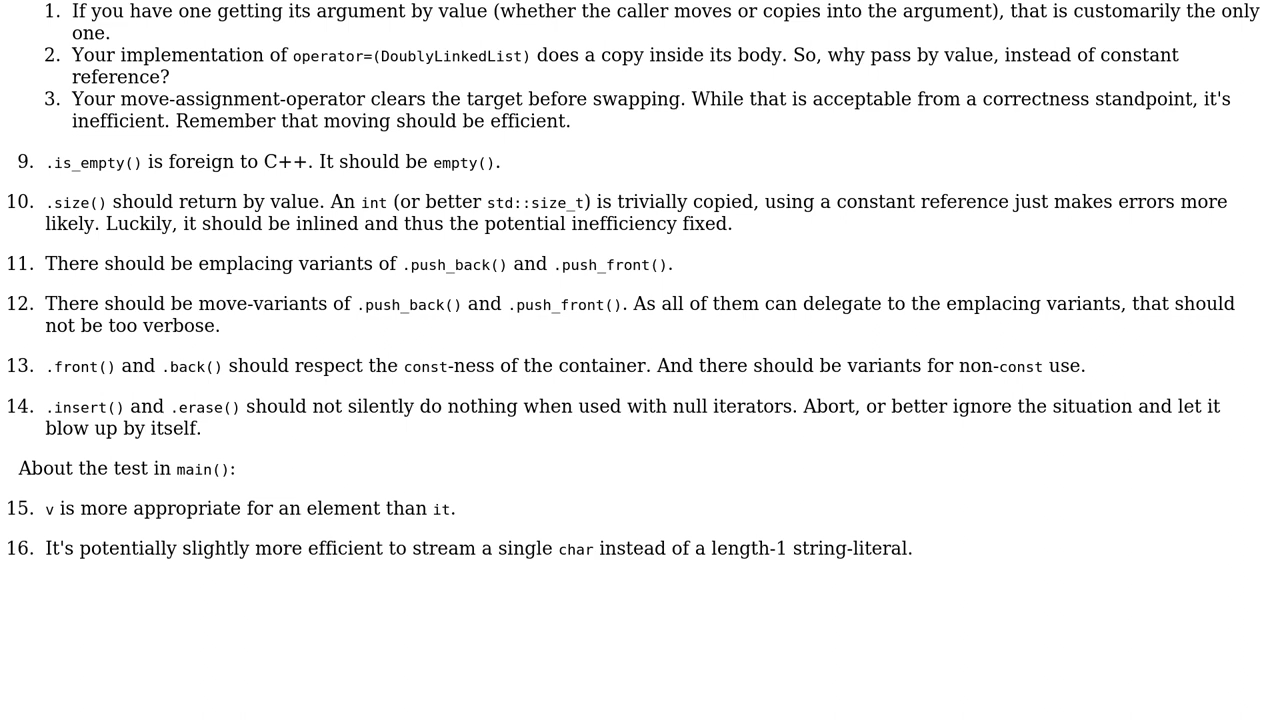 1. If you have one getting its argument by value (whether the caller moves or copies into the argument), that is customarily the only
one.
2. Your implementation of operator=(DoublyLinkedList) does a copy inside its body. So, why pass by value, instead of constant
reference?
3. Your move-assignment-operator clears the target before swapping. While that is acceptable from a correctness standpoint, it's
inefficient. Remember that moving should be efficient.
9. .is_empty() is foreign to C++. It should be empty().
10. .size() should return by value. An int (or better std::size_t) is trivially copied, using a constant reference just makes errors more
likely. Luckily, it should be inlined and thus the potential inefficiency fixed.
11. There should be emplacing variants of .push_back() and .push_front().
12. There should be move-variants of .push_back() and .push_front(). As all of them can delegate to the emplacing variants, that should
not be too verbose.
13. .front() and .back() should respect the const-ness of the container. And there should be variants for non-const use.
14. .insert() and .erase() should not silently do nothing when used with null iterators. Abort, or better ignore the situation and let it
blow up by itself.
About the test in main():
15. v is more appropriate for an element than it.
16. It's potentially slightly more efficient to stream a single char instead of a length-1 string-literal.